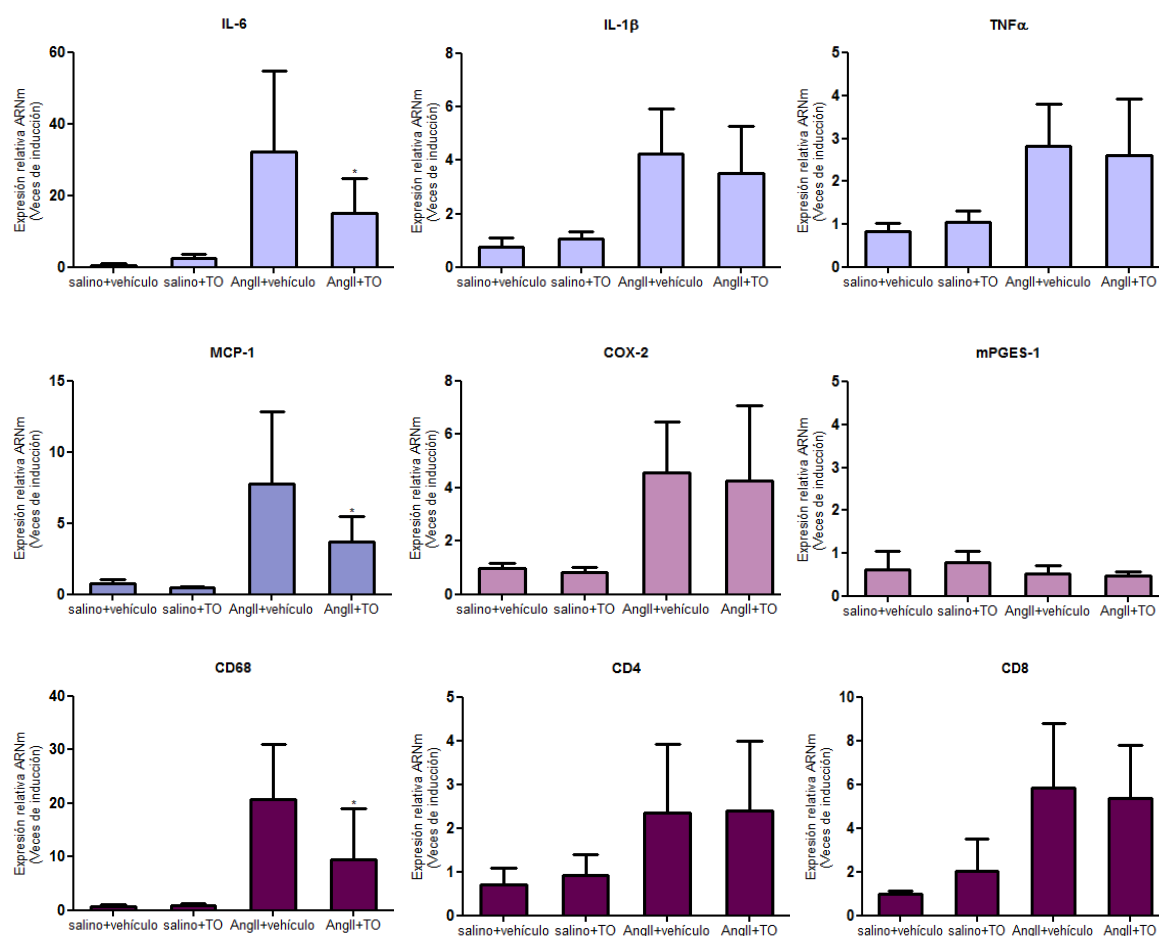 IL-6
Expresión relativa ARNm
(Veces de inducción)
60
40
20
0
*
salino+vehículo salino+TO AngII+vehículo AngII+TO
IL-1β
Expresión relativa ARNm
(Veces de inducción)
8
6
4
2
0
salino+vehículo salino+TO AngII+vehículo AngII+TO
TNFα
Expresión relativa ARNm
(Veces de inducción)
5
4
3
2
1
0
salino+vehículo salino+TO AngII+vehículo AngII+TO
MCP-1
Expresión relativa ARNm
(Veces de inducción)
15
10
5
0
*
salino+vehículo salino+TO AngII+vehículo AngII+TO
COX-2
Expresión relativa ARNm
(Veces de inducción)
8
6
4
2
0
salino+vehículo salino+TO AngII+vehículo AngII+TO
mPGES-1
Expresión relativa ARNm
(Veces de inducción)
5
4
3
2
1
0
salino+vehículo salino+TO AngII+vehículo AngII+TO
CD68
Expresión relativa ARNm
(Veces de inducción)
40
30
20
10
0
*
salino+vehículo salino+TO AngII+vehículo AngII+TO
CD4
Expresión relativa ARNm
(Veces de inducción)
5
4
3
2
1
0
salino+vehículo salino+TO AngII+vehículo AngII+TO
CD8
Expresión relativa ARNm
(Veces de inducción)
10
8
6
4
2
0
salino+vehículo salino+TO AngII+vehículo AngII+TO